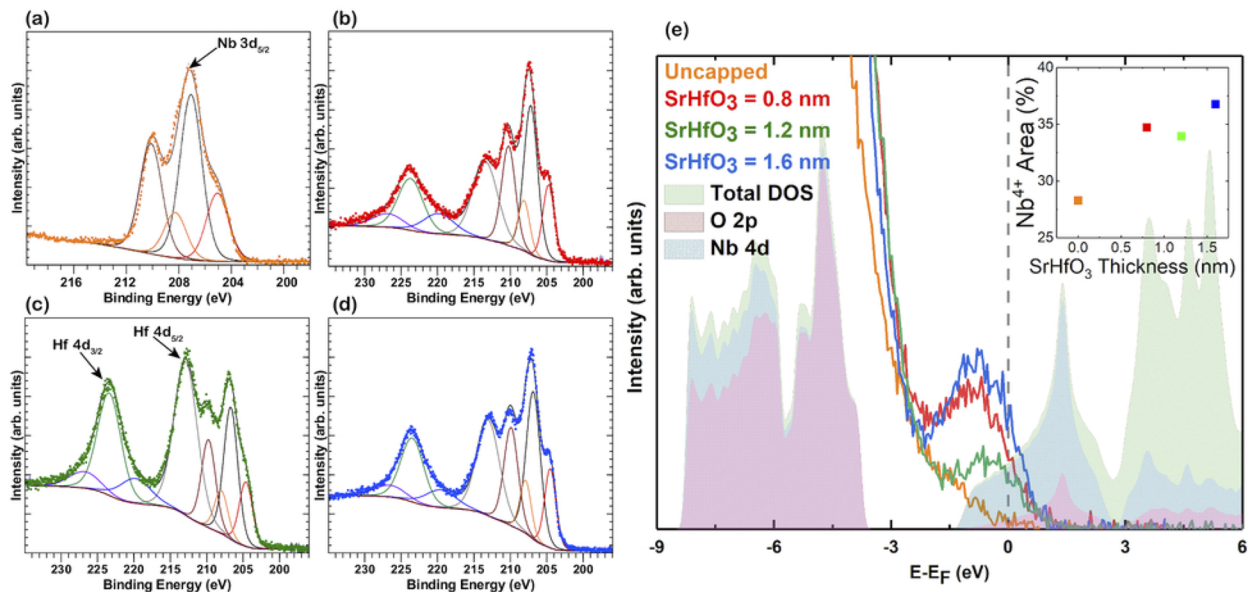 (a)
Nb 3d5/2
Intensity (arb. units)
216 213 210 207 204 201 198
Binding Energy (eV)
(b)
Intensity (arb. units)
230 225 220 215 210 205 200
Binding Energy (eV)
(c)
Hf 4d3/2
Hf 4d5/2
Intensity (arb. units)
230 225 220 215 210 205 200
Binding Energy (eV)
(d)
Intensity (arb. units)
230 225 220 215 210 205 200
Binding Energy (eV)
(e)
Uncapped
SrHfO3 = 0.8 nm
SrHfO3 = 1.2 nm
SrHfO3 = 1.6 nm
Total DOS
O 2p
Nb 4d
Intensity (arb. units)
-9 -6 -3 0 3 6
E-EF (eV)
Nb4+ Area (%)
40
35
30
25
0.0 0.5 1.0 1.5
SrHfO3 Thickness (nm)